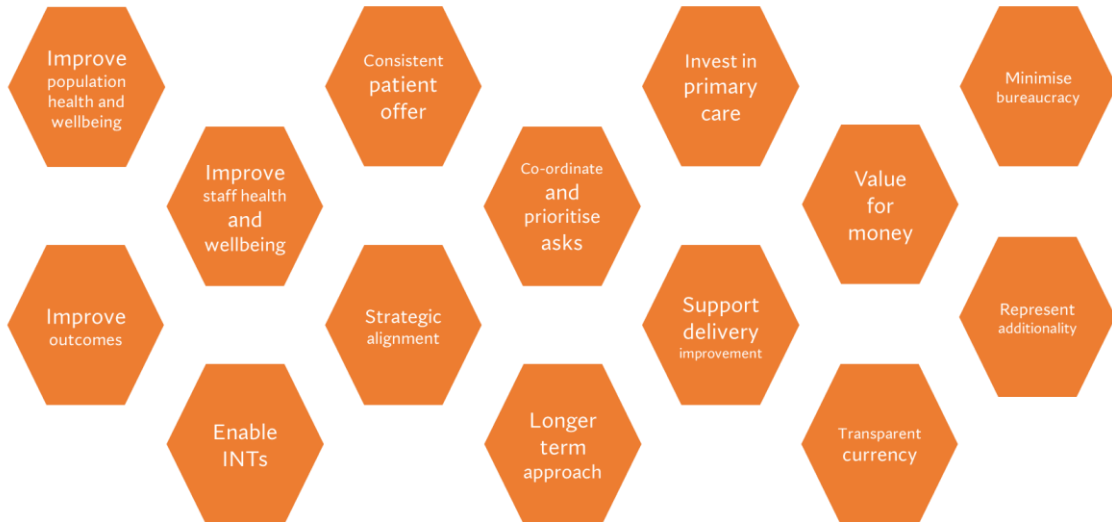 Improve
population
health and
wellbeing
Consistent
patient
offer
Invest in
primary
care
Minimise
bureaucracy
Improve
staff health
and
wellbeing
Co-ordinate
and
prioritise
asks
Value
for
money
Improve
outcomes
Strategic
alignment
Support
delivery
improvement
Represent
additionality
Enable
INTs
Longer
term
approach
Transparent
currency